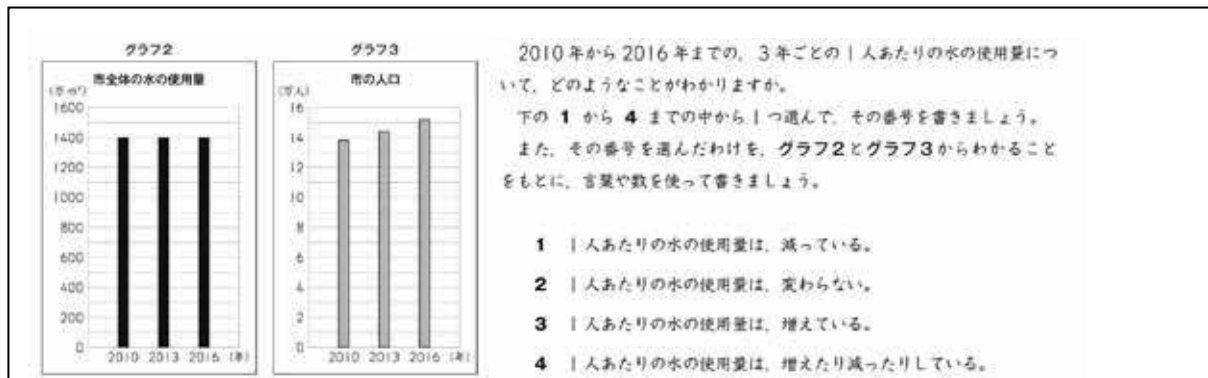 グラフ2
市全体の水の使用量
(万m³)
1600
1400
1200
1000
800
600
400
200
0
2010 2013 2016 (年)
グラフ3
市の人口
(万人)
16
14
12
10
8
6
4
2
0
2010 2013 2016 (年)
2010年から2016年までの、3年ごとの1人あたりの水の使用量につ
いて、どのようなことがわかりますか。
下の 1 から 4 までの中から1つ選んで、その番号を書きましょう。
また、その番号を選んだわけを、グラフ2とグラフ3からわかること
をもとに、言葉や数を使って書きましょう。
1 1人あたりの水の使用量は、減っている。
2 1人あたりの水の使用量は、変わらない。
3 1人あたりの水の使用量は、増えている。
4 1人あたりの水の使用量は、増えたり減ったりしている。